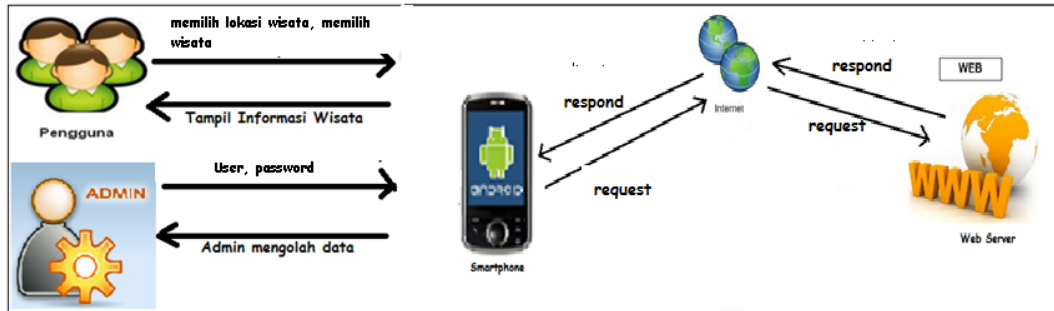 memilih lokasi wisata, memilih
wisata
Tampil Informasi Wisata
Pengguna
User, password
Admin mengolah data
ADMIN
ANDROID
Smartphone
respond
request
Internet
respond
request
WEB
WWW
Web Server